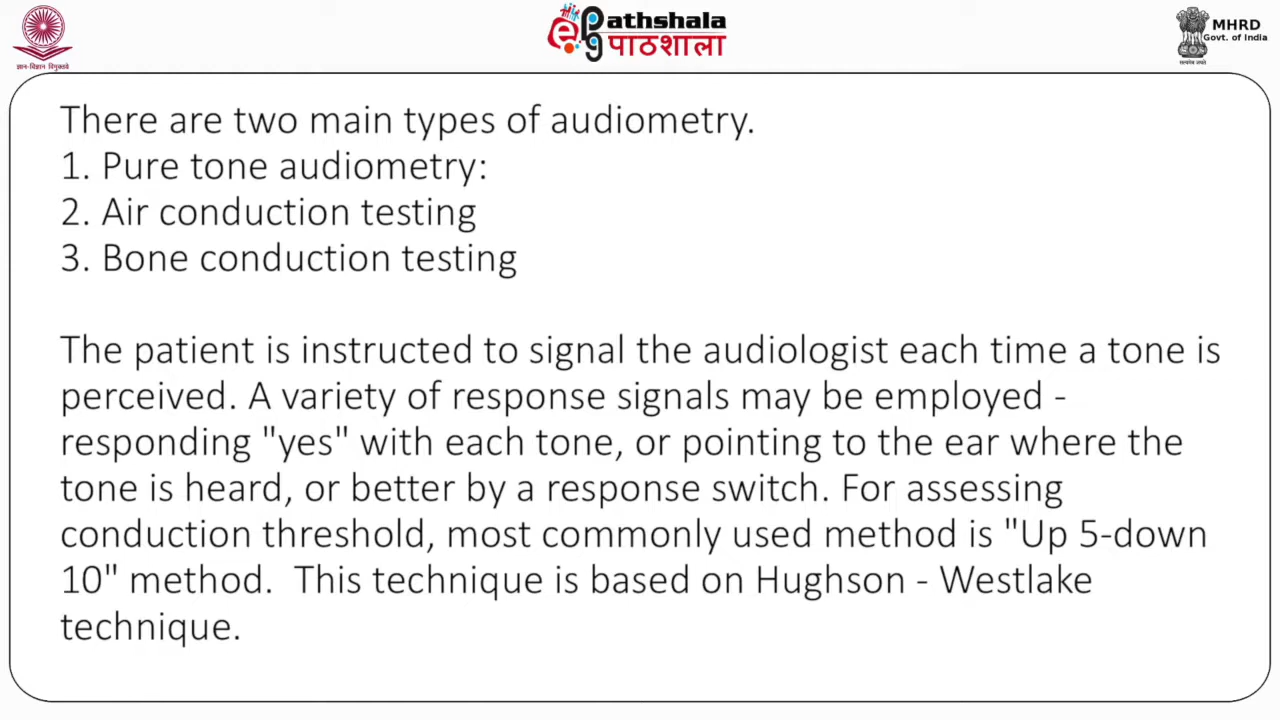 ePathshala
पाठशाला
MHRD
Govt. of India
ज्ञान-विज्ञान विमुक्तये
सत्यमेव जयते
There are two main types of audiometry.
1. Pure tone audiometry:
2. Air conduction testing
3. Bone conduction testing
The patient is instructed to signal the audiologist each time a tone is
perceived. A variety of response signals may be employed -
responding "yes" with each tone, or pointing to the ear where the
tone is heard, or better by a response switch. For assessing
conduction threshold, most commonly used method is "Up 5-down
10" method. This technique is based on Hughson - Westlake
technique.